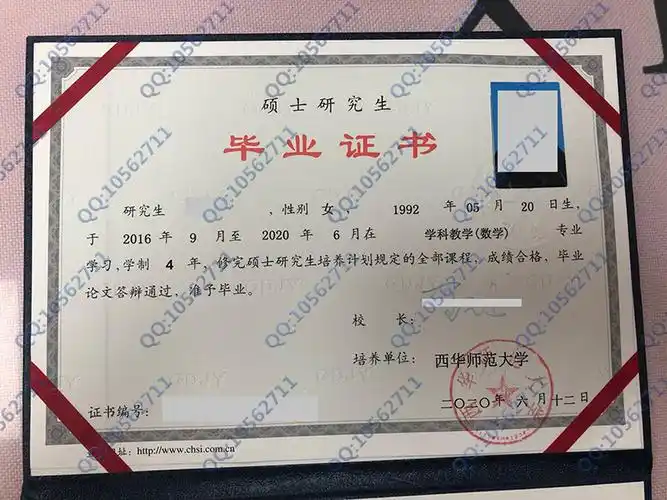 硕士研究生
毕业证书
研究生 , 性别 女 , 1992 年 05 月 20 日生,
于 2016 年 9 月至 2020 年 6 月在 学科教学(数学) 专业
学习, 学制 4 年, 修完硕士研究生培养计划规定的全部课程, 成绩合格, 毕业
论文答辩通过, 准予毕业。
校 长:
培养单位: 西华师范大学
二〇二〇年 六 月 十二 日
证书编号:
址: http://www.chsi.com.cn
QQ:10562711